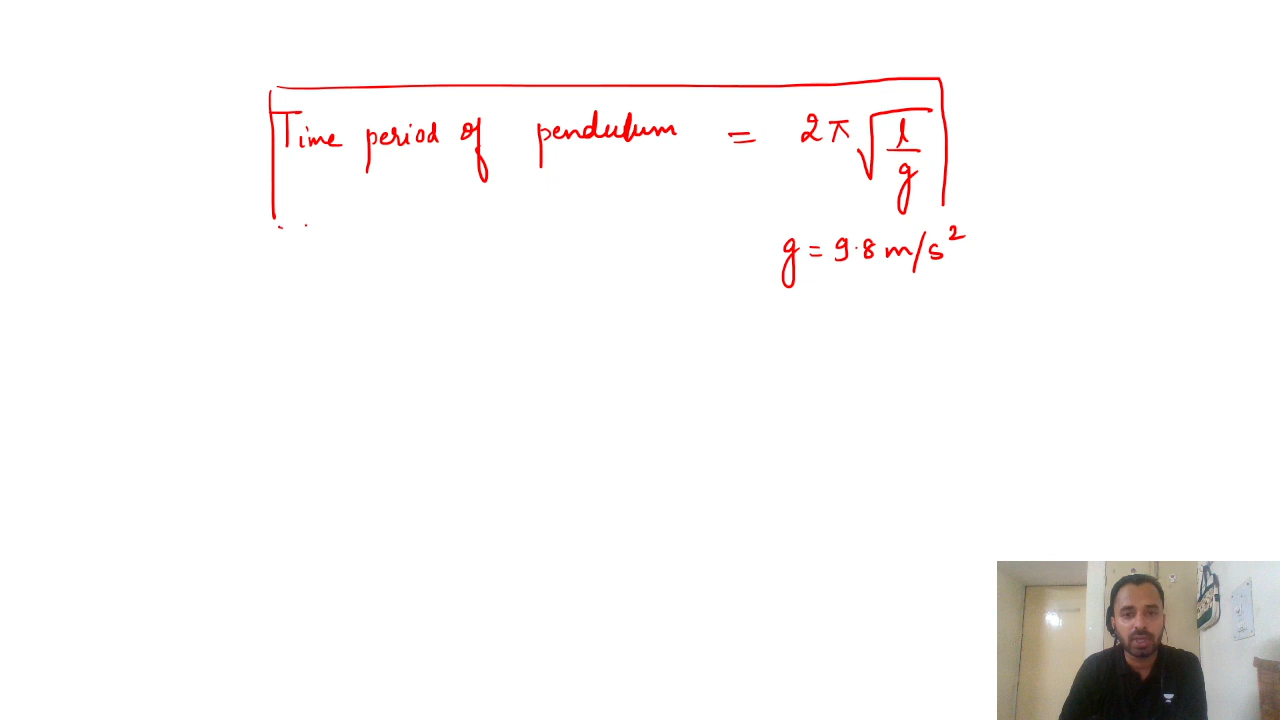 Time period of pendulum = 2π√(l/g)
g = 9.8 m/s²